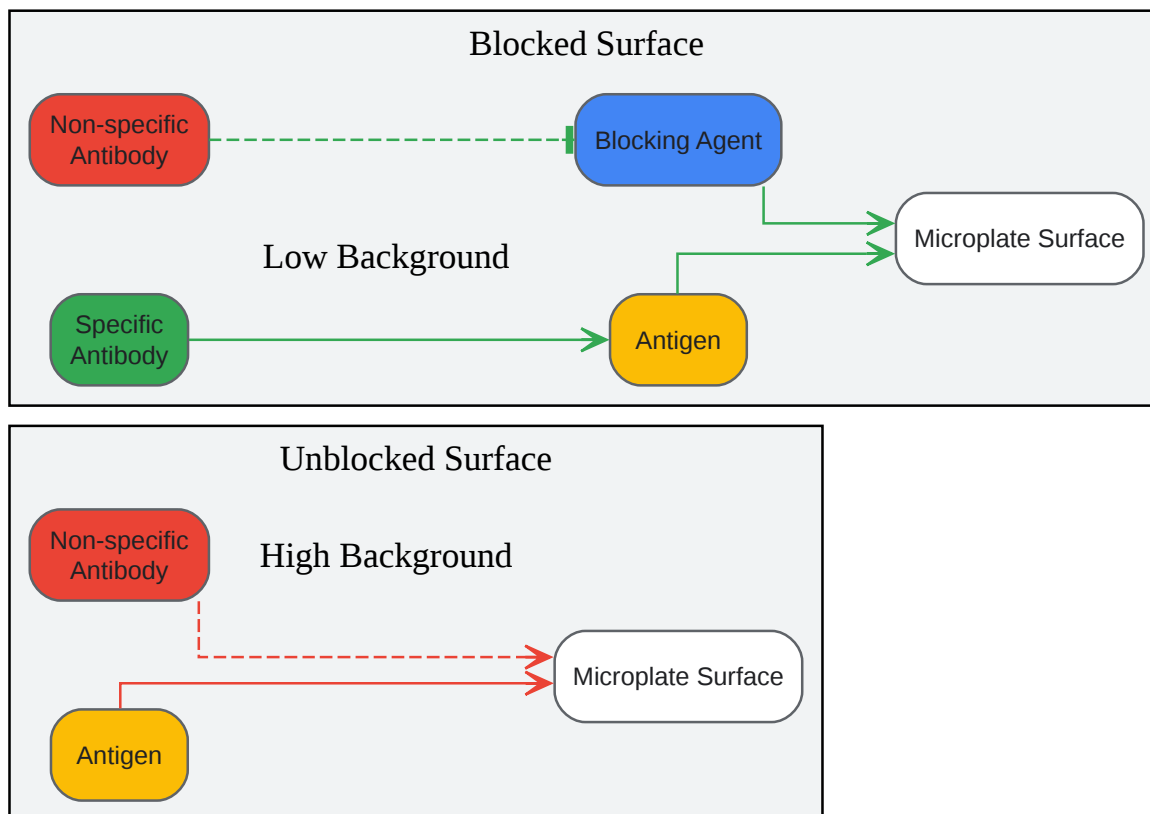 Blocked Surface
Non-specific
Antibody
Blocking Agent
Microplate Surface
Low Background
Specific
Antibody
Antigen
Unblocked Surface
Non-specific
Antibody
High Background
Microplate Surface
Antigen